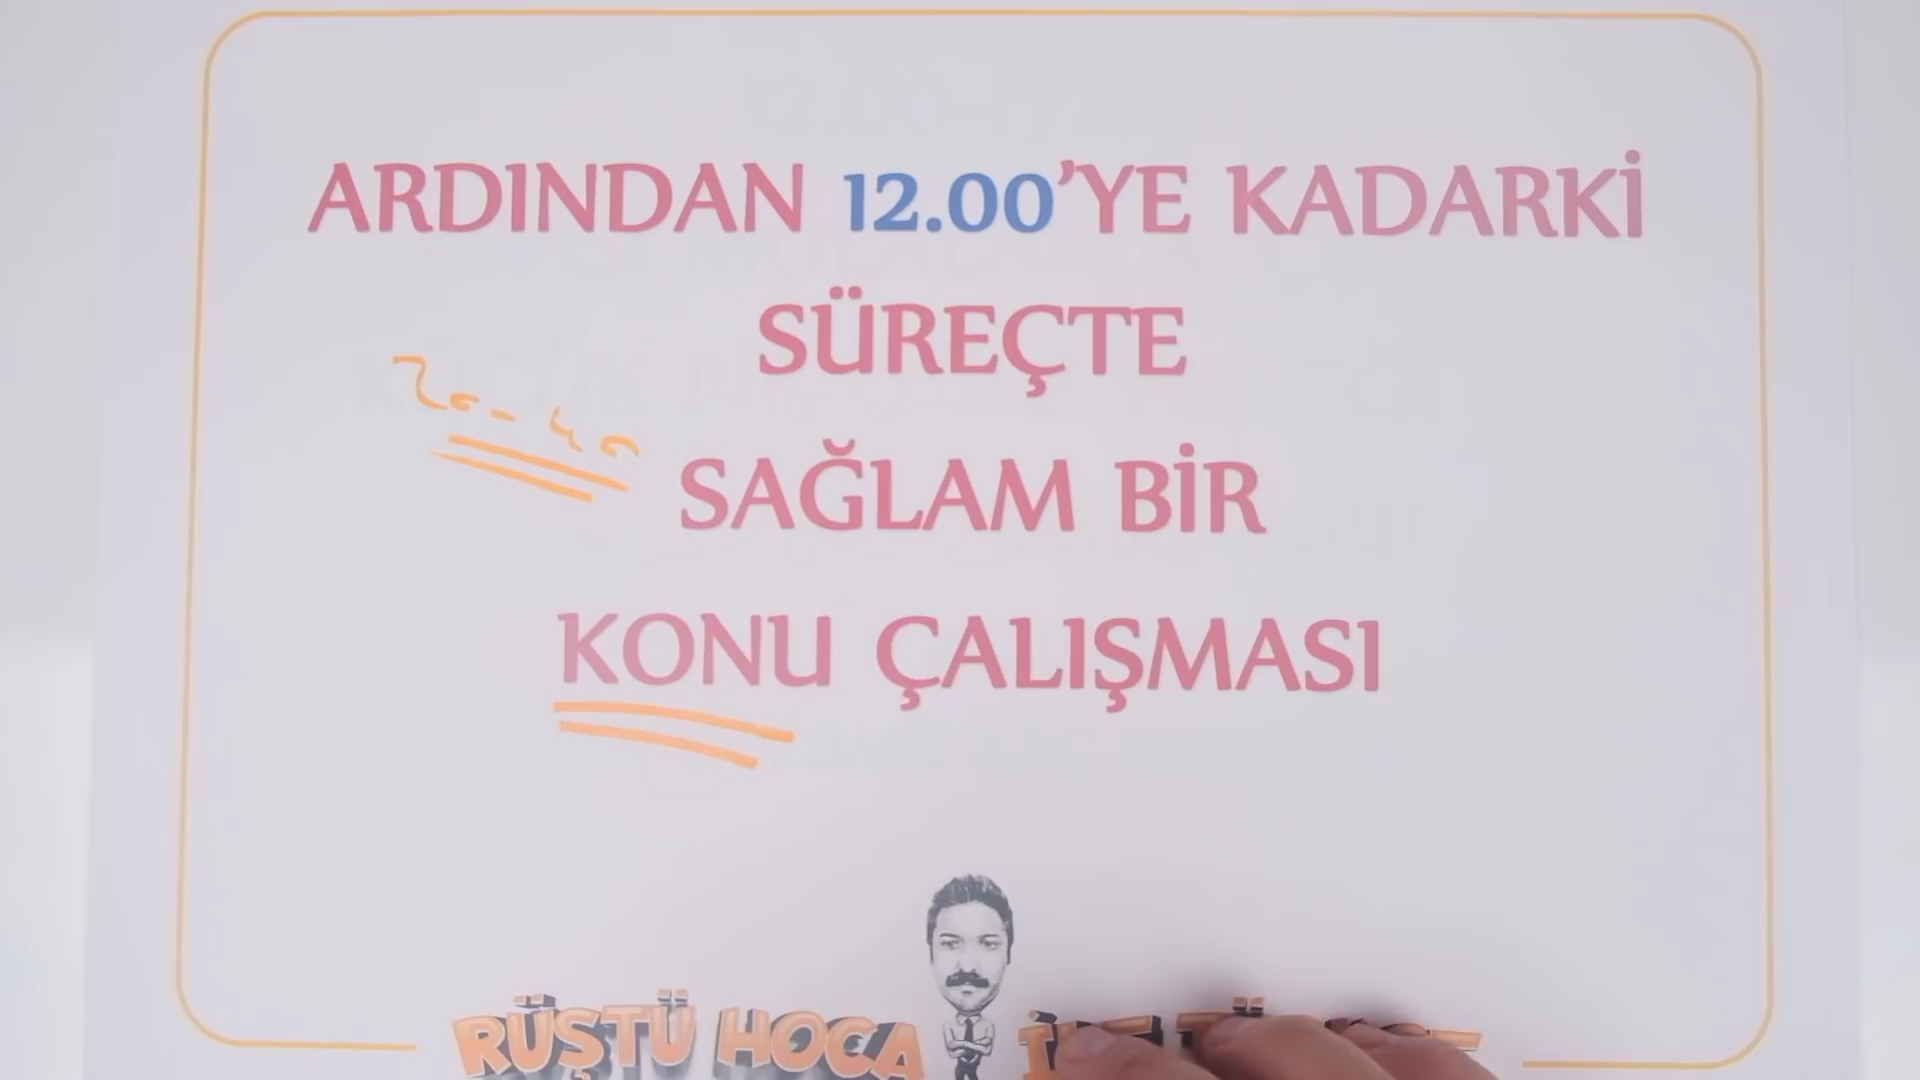 ARDINDAN 12.00'YE KADARKİ
SÜREÇTE
20-40
SAĞLAM BİR
KONU ÇALIŞMASI
RÜŞTÜ HOCA